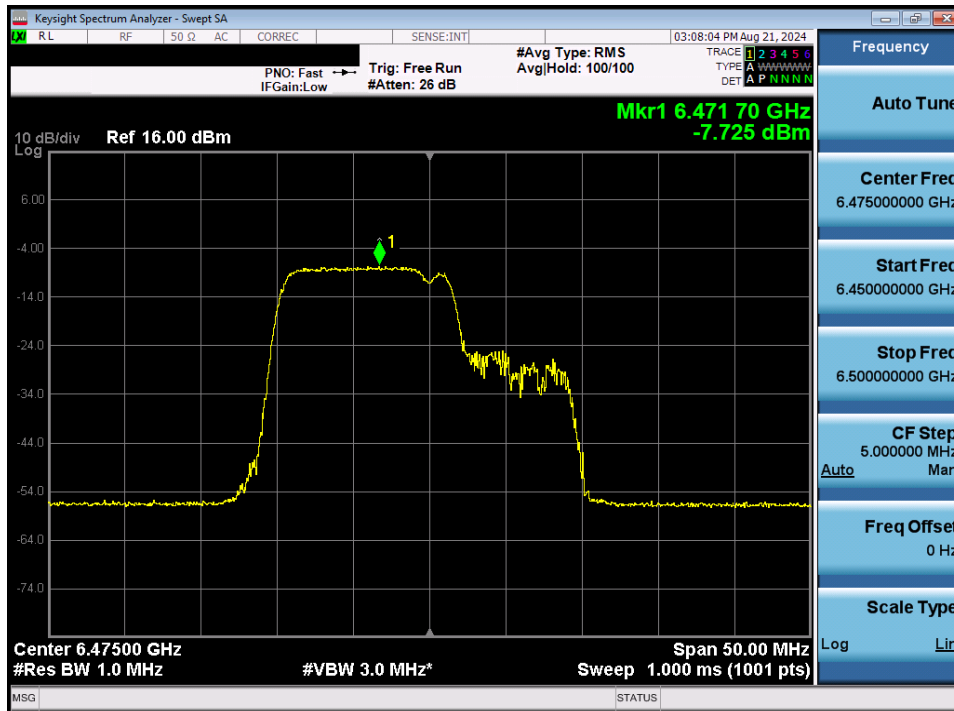 Keysight Spectrum Analyzer - Swept SA
LXI RL RF 50 Ω AC CORREC SENSE:INT 03:08:04 PM Aug 21, 2024
PNO: Fast
IFGain:Low
Trig: Free Run
#Atten: 26 dB
#Avg Type: RMS
Avg|Hold: 100/100
TRACE 1 2 3 4 5 6
TYPE A WWWWW
DET A P N N N N
Mkr1 6.471 70 GHz
-7.725 dBm
10 dB/div Ref 16.00 dBm
Log
1
6.00
-4.00
-14.0
-24.0
-34.0
-44.0
-54.0
-64.0
-74.0
Center 6.47500 GHz Span 50.00 MHz
#Res BW 1.0 MHz #VBW 3.0 MHz* Sweep 1.000 ms (1001 pts)
MSG STATUS
Frequency
Auto Tune
Center Freq
6.475000000 GHz
Start Freq
6.450000000 GHz
Stop Freq
6.500000000 GHz
CF Step
5.000000 MHz
Auto Man
Freq Offset
0 Hz
Scale Type
Log Lin